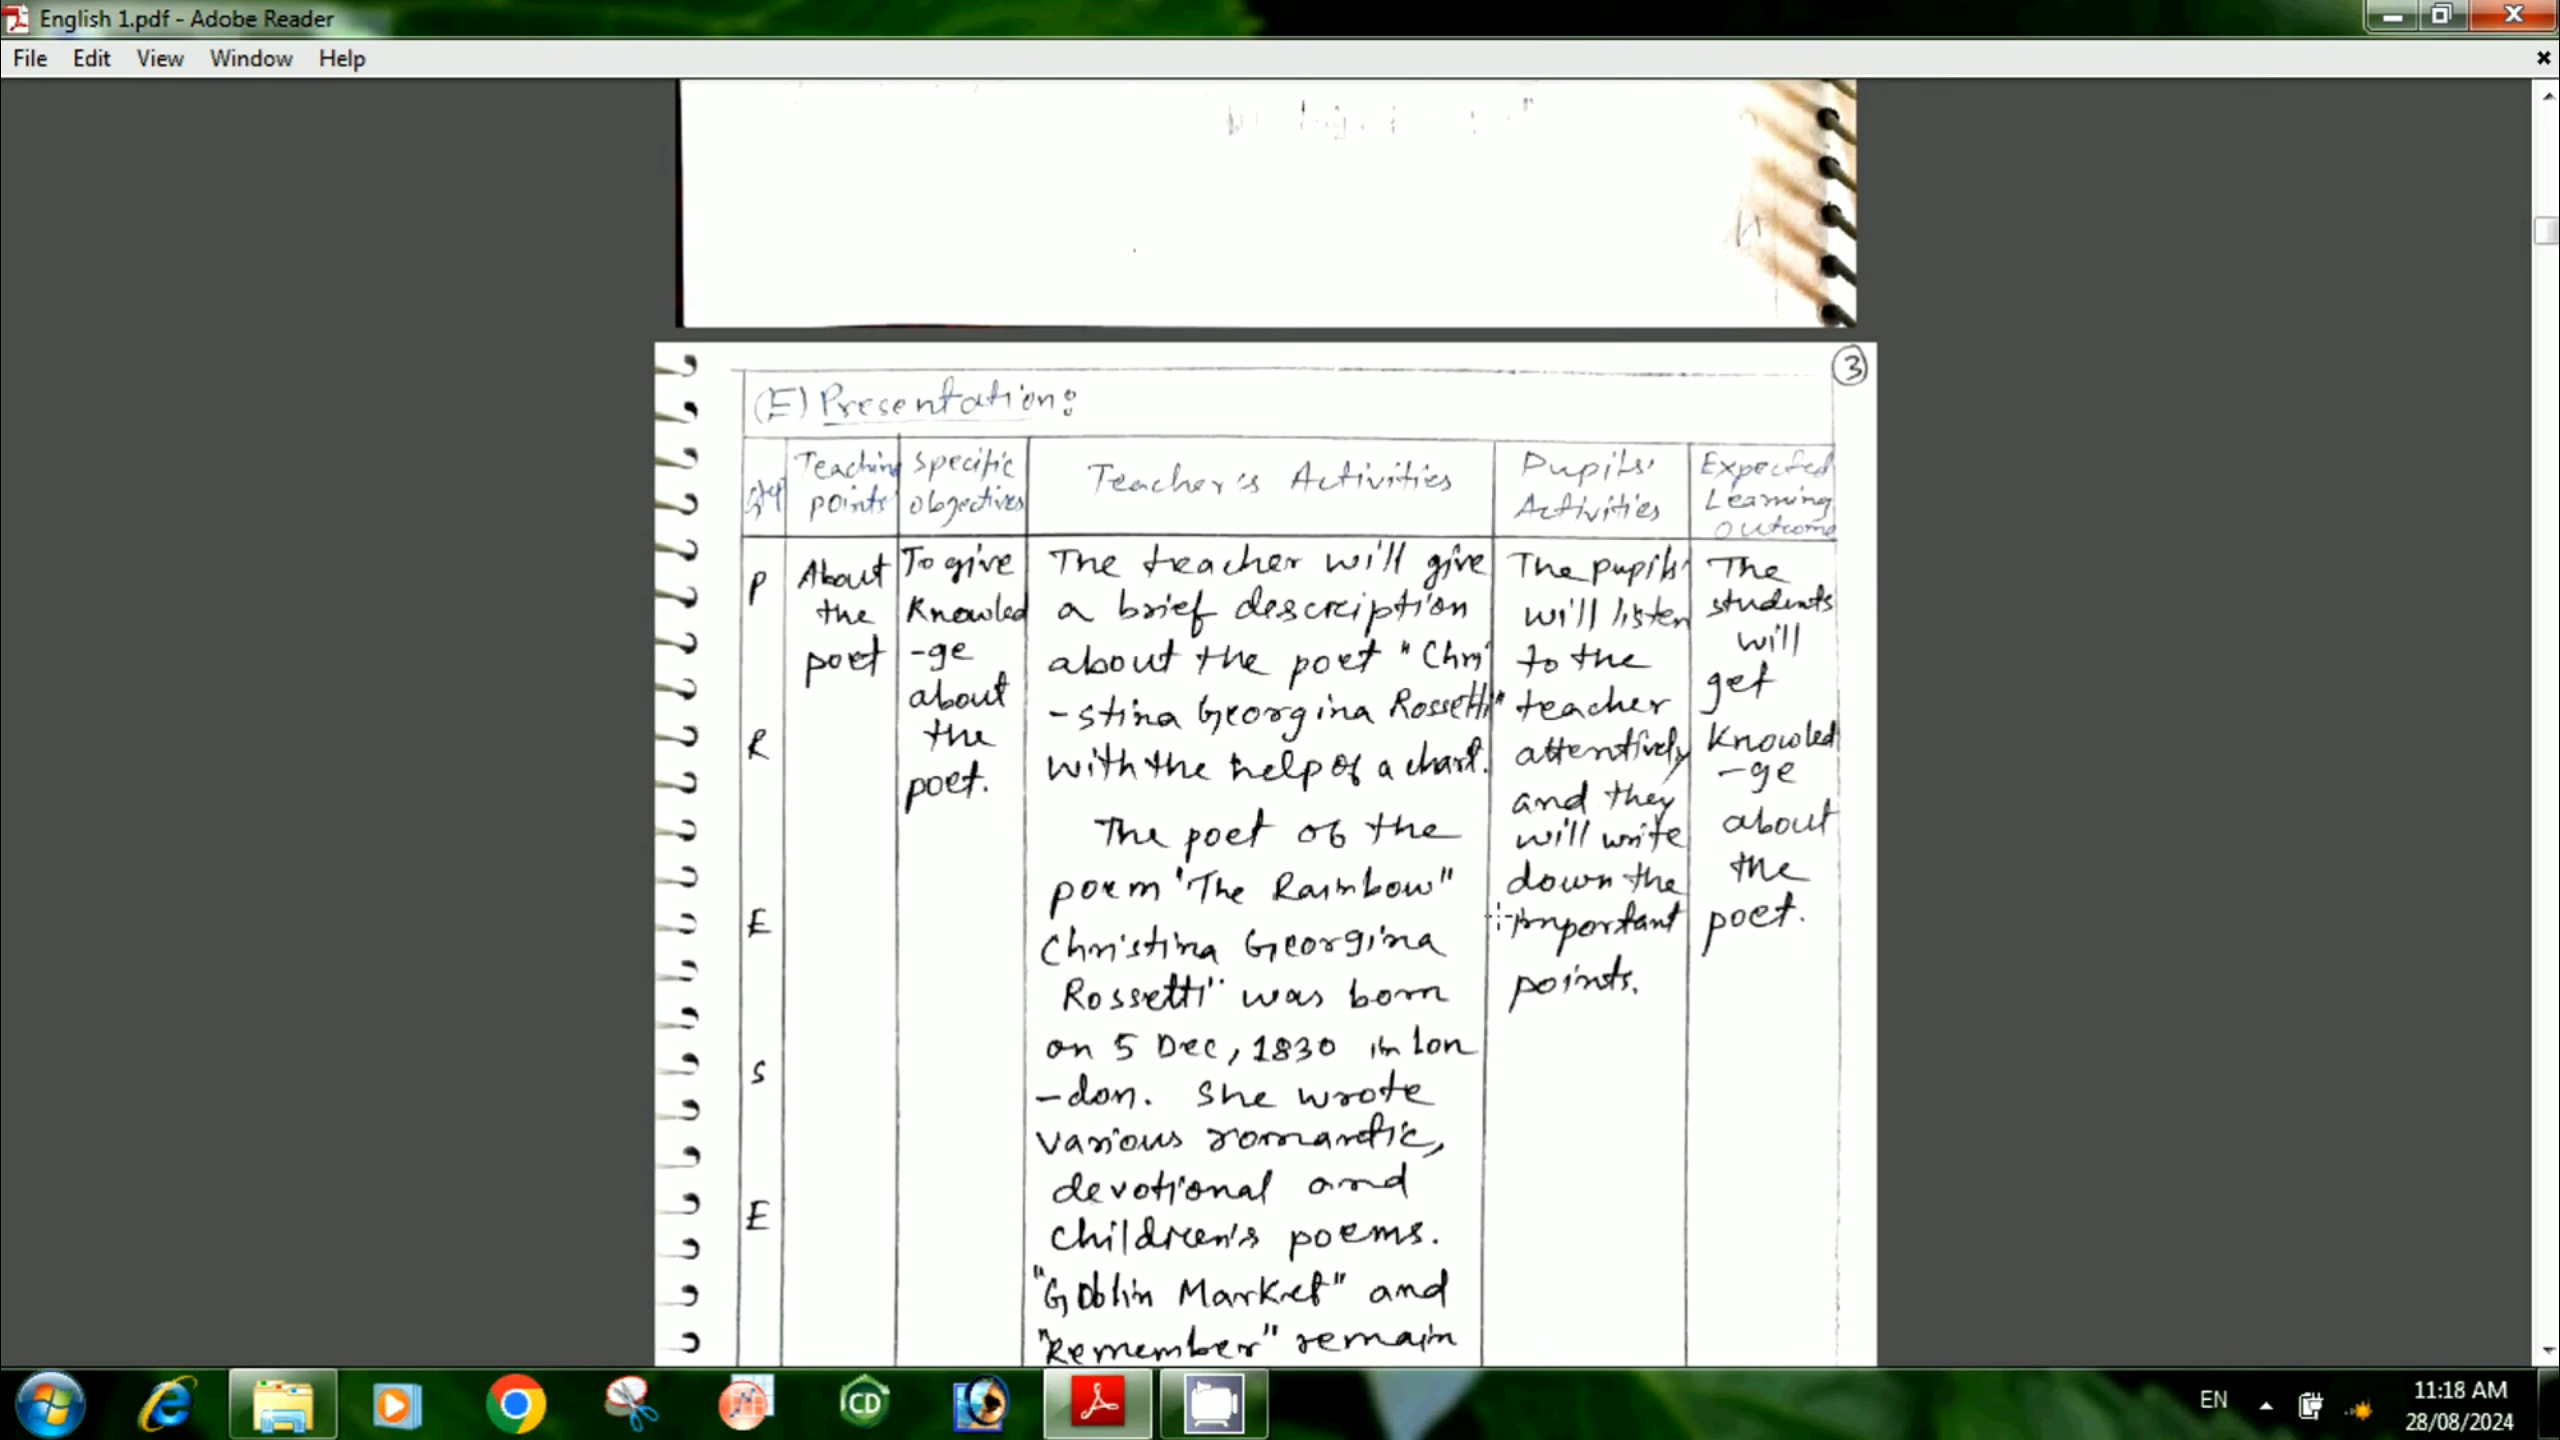 English 1.pdf - Adobe Reader
File Edit View Window Help
3
(E) Presentation:
Step
Teaching
points
Specific
Objectives
Teacher's Activities
Pupils'
Activities
Expected
Learning
Outcome
P
R
E
S
E
About
the
poet
To give
Knowled
-ge
about
the
poet.
The teacher will give
a brief description
about the poet "Chri
-stina Georgina Rossetti"
with the help of a chart.
The poet of the
poem "The Rainbow"
Christina Georgina
Rossetti" was born
on 5 Dec, 1830 in Lon
-don. She wrote
various romantic,
devotional and
children's poems.
"Goblin Market" and
"Remember" remain
The pupils'
will listen
to the
teacher
attentively
and they
will write
down the
important
points.
The
students
will
get
Knowled
-ge
about
the
poet.
CD
EN
11:18 AM
28/08/2024